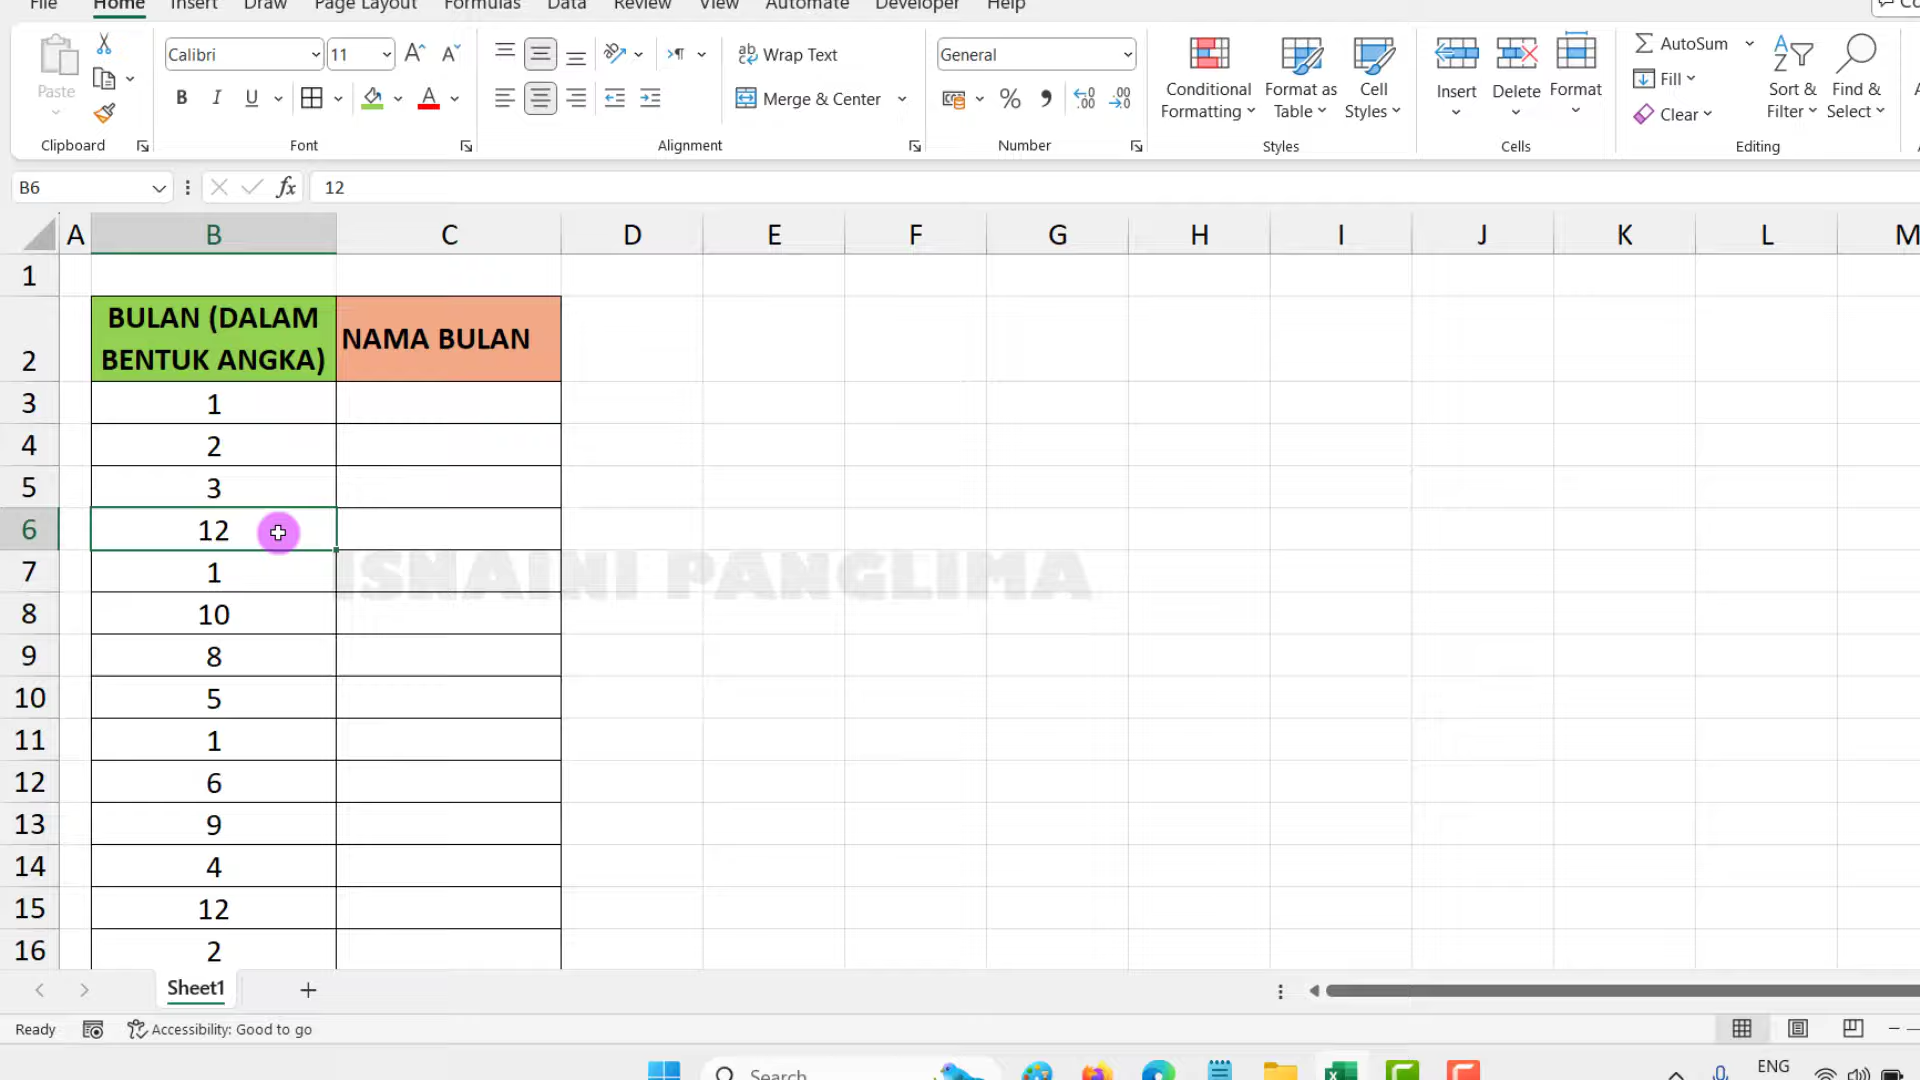 File Home Insert Draw Page Layout Formulas Data Review View Automate Developer Help
Calibri 11 Wrap Text General AutoSum
Paste B I U Merge & Center % Conditional Formatting Format as Table Cell Styles Insert Delete Format Fill Clear Sort & Filter Find & Select
Clipboard Font Alignment Number Styles Cells Editing
B6 fx 12
A B C D E F G H I J K L M
1
2 BULAN (DALAM BENTUK ANGKA) NAMA BULAN
3 1
4 2
5 3
6 12
7 1
ISNAINI PANGLIMA
8 10
9 8
10 5
11 1
12 6
13 9
14 4
15 12
16 2
Sheet1
Ready Accessibility: Good to go
Search ENG